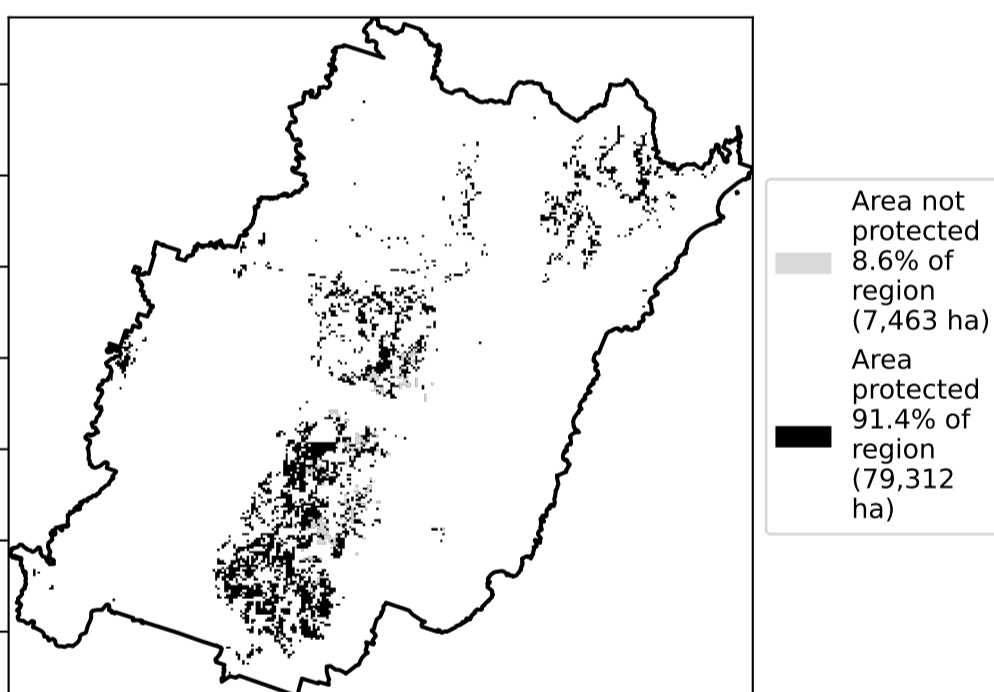 Area not
protected
8.6% of
region
(7,463 ha)
Area
protected
91.4% of
region
(79,312
ha)